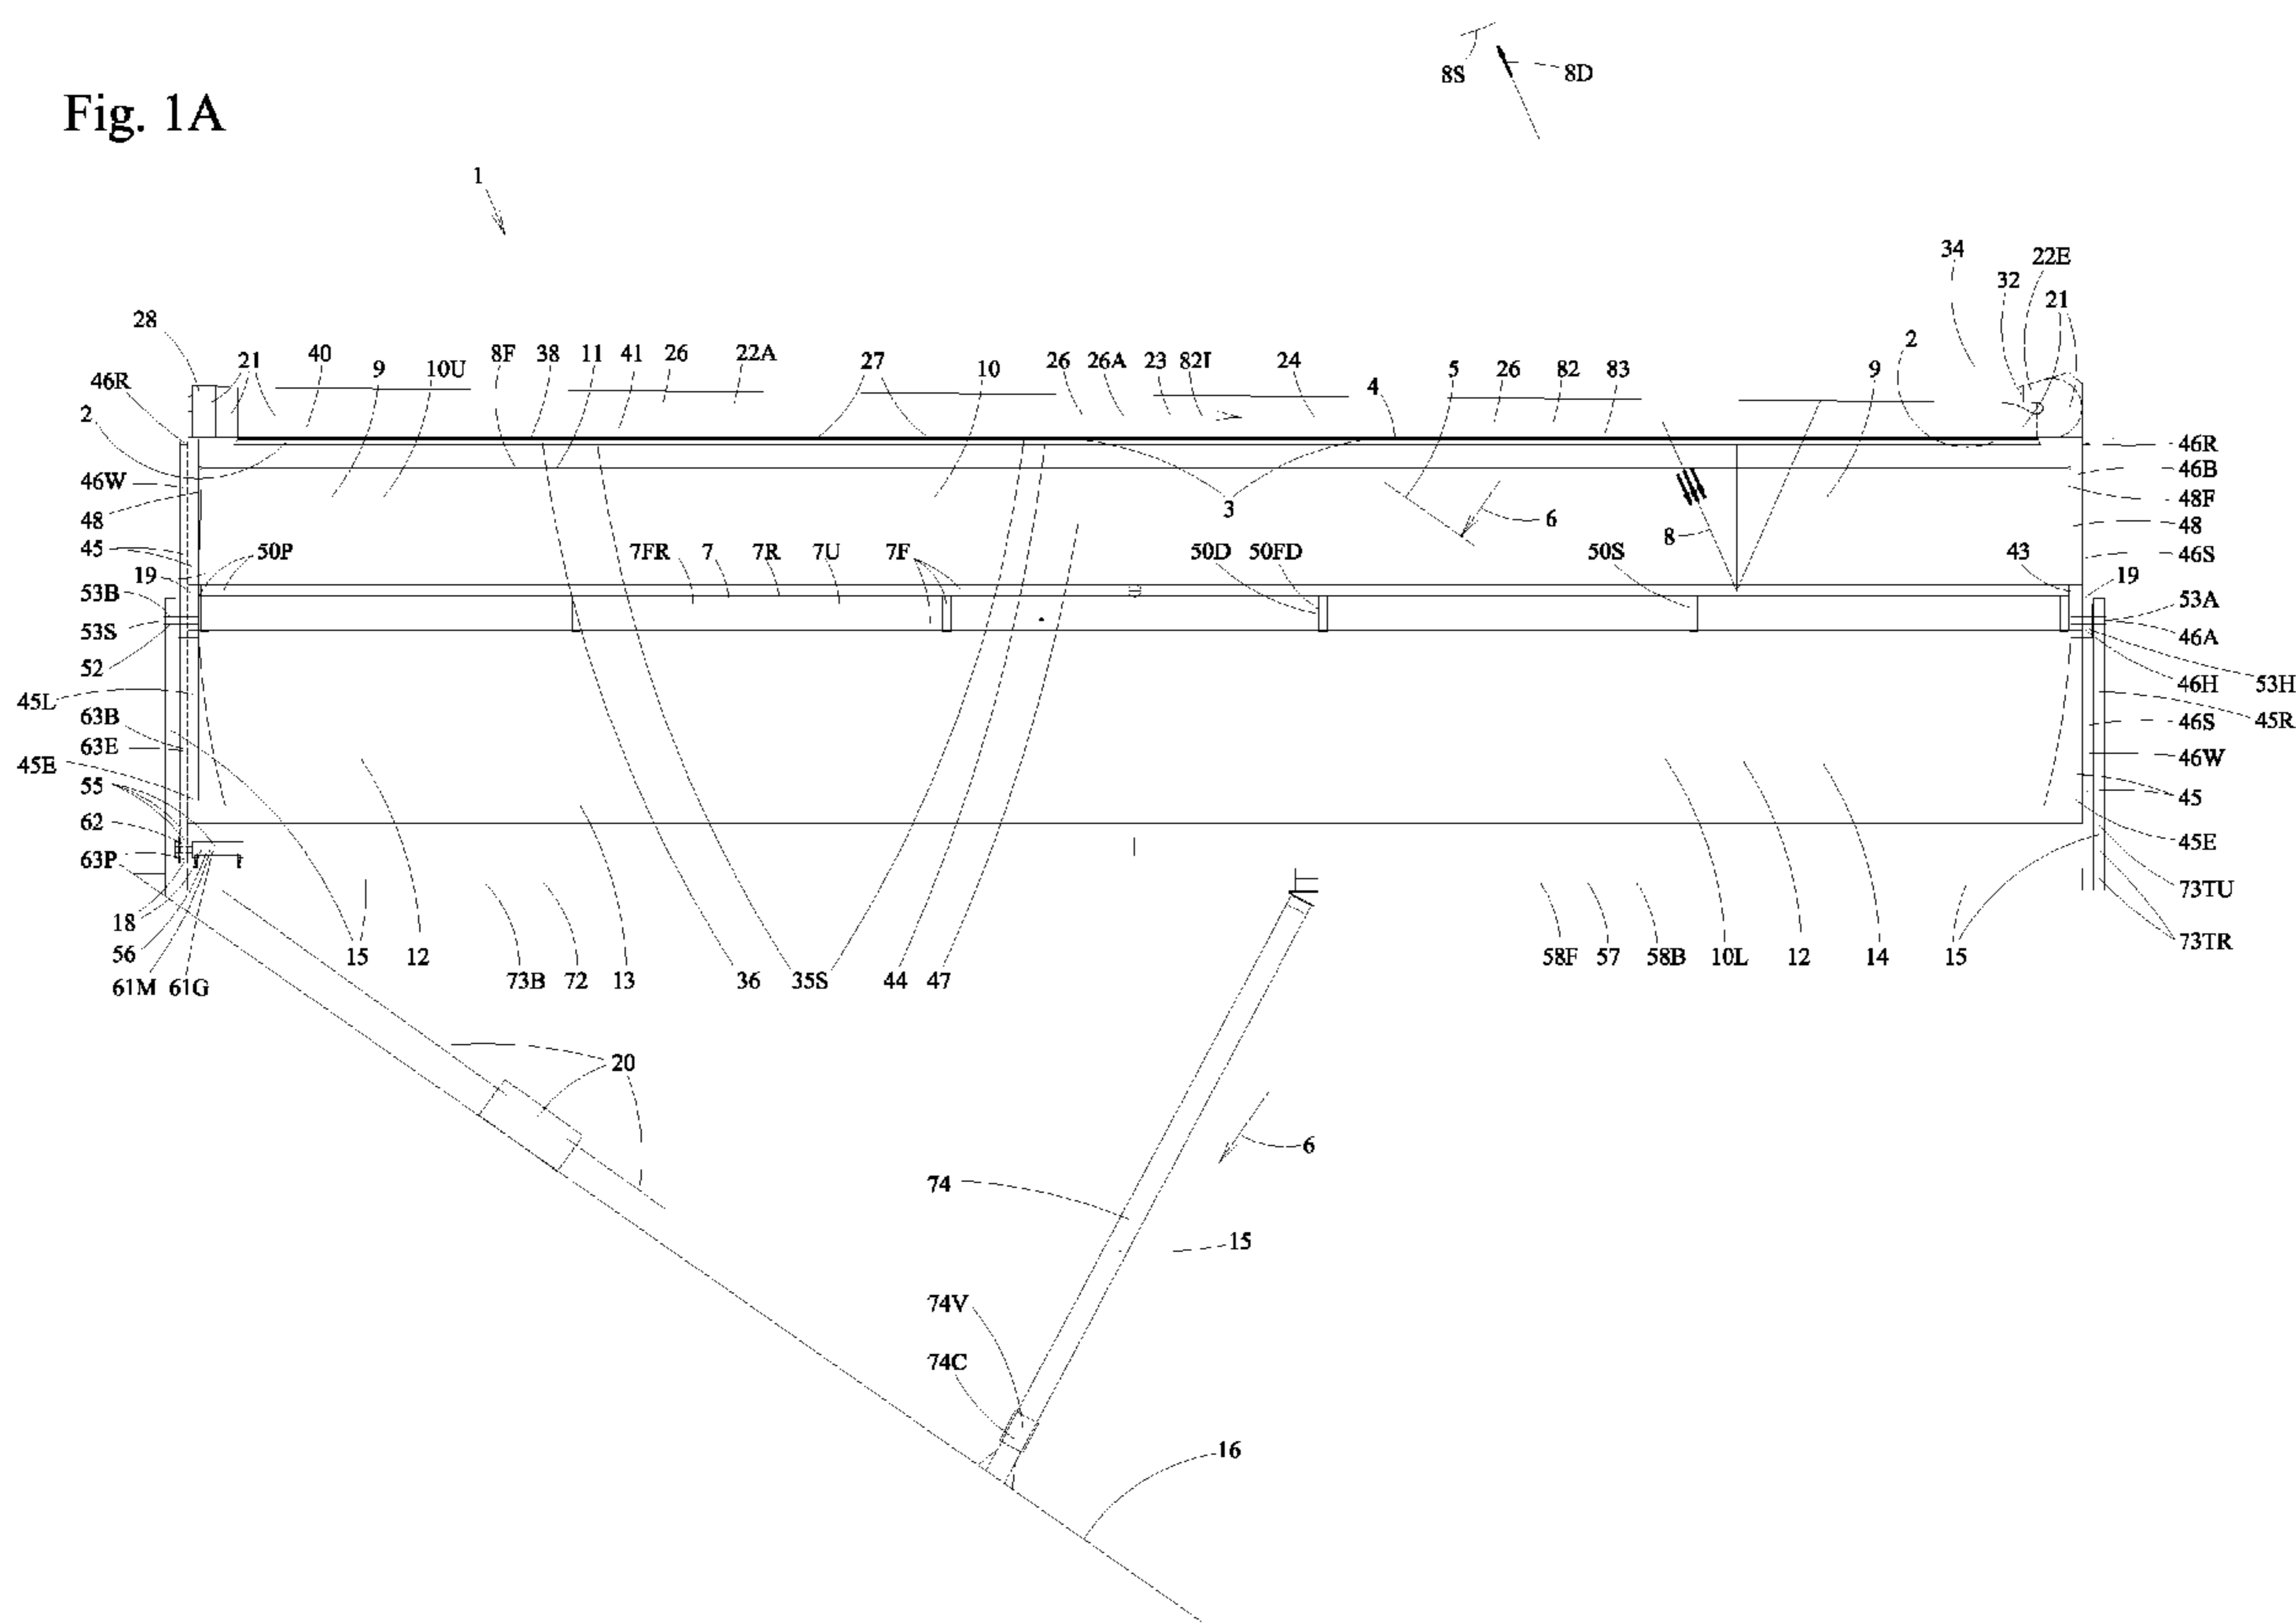 8S 8D
Fig. 1A
1
34
22E
32
21
28
21 40 9 10U 8F 38 11 41 26 22A 27 10 26 26A 23 82I 24 4 5 26 82 83 9 2
46R
2
46W
48
45
19
53B
53S
52
45L
63B
63E
45E
55
62
63P
18
56
61M 61G
50P 7FR 7 7R 7U 7F 3 50D 50FD 6 50S 8 43
46R
46B
48F
48
46S
19
53A
46A
46H 53H
45R
46S
46W
45
45E
73TU
73TR
15 12 73B 72 13 36 35S 44 47 58F 57 58B 10L 12 14 15
20
6
74
15
74V
74C
16